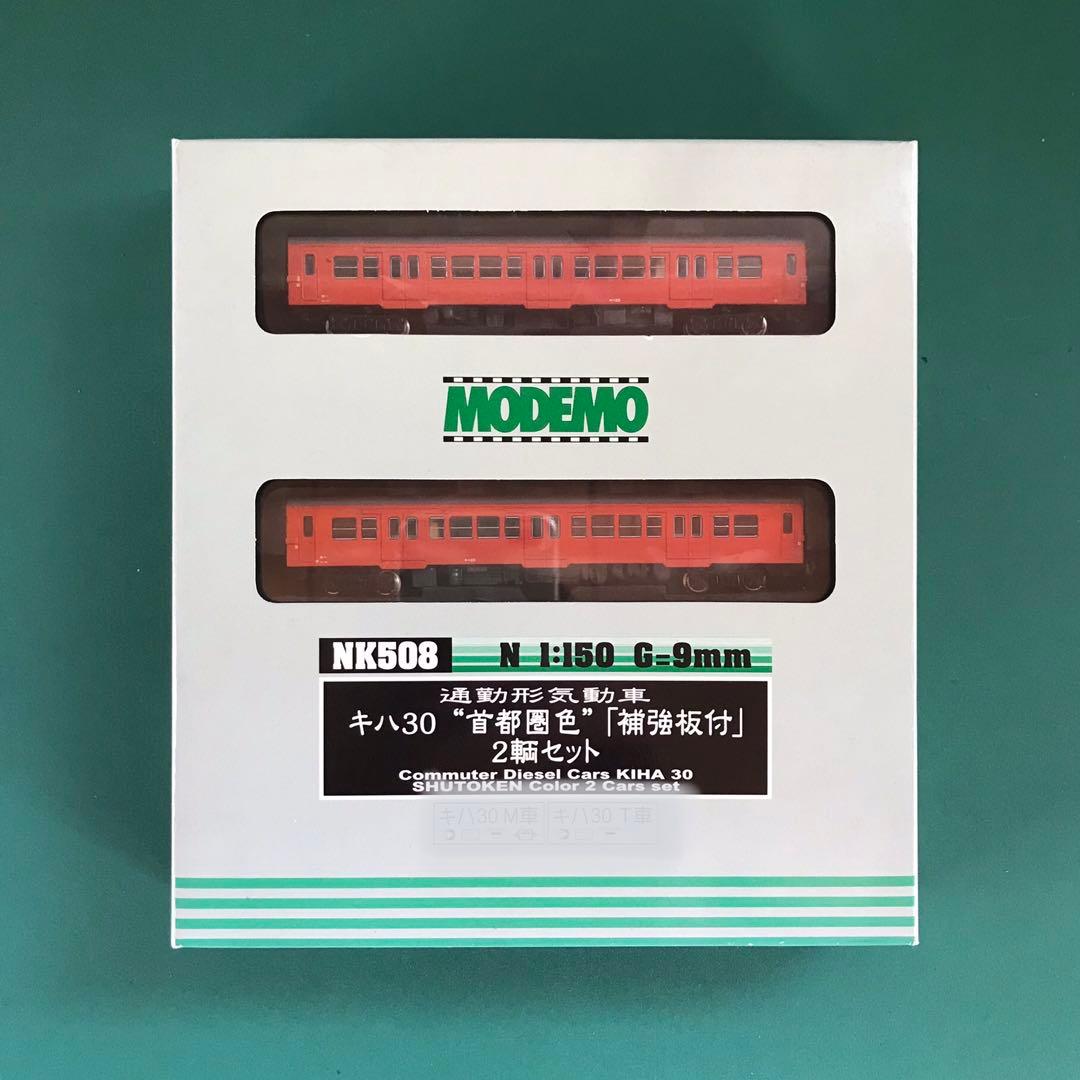 MODEMO
NK508 N 1:150 G=9mm
通勤形気動車
キハ30 “首都圏色”「補強板付」
2輌セット
Commuter Diesel Cars KIHA 30
SHUTOKEN Color 2 Cars set
キハ30 M車 キハ30 T車